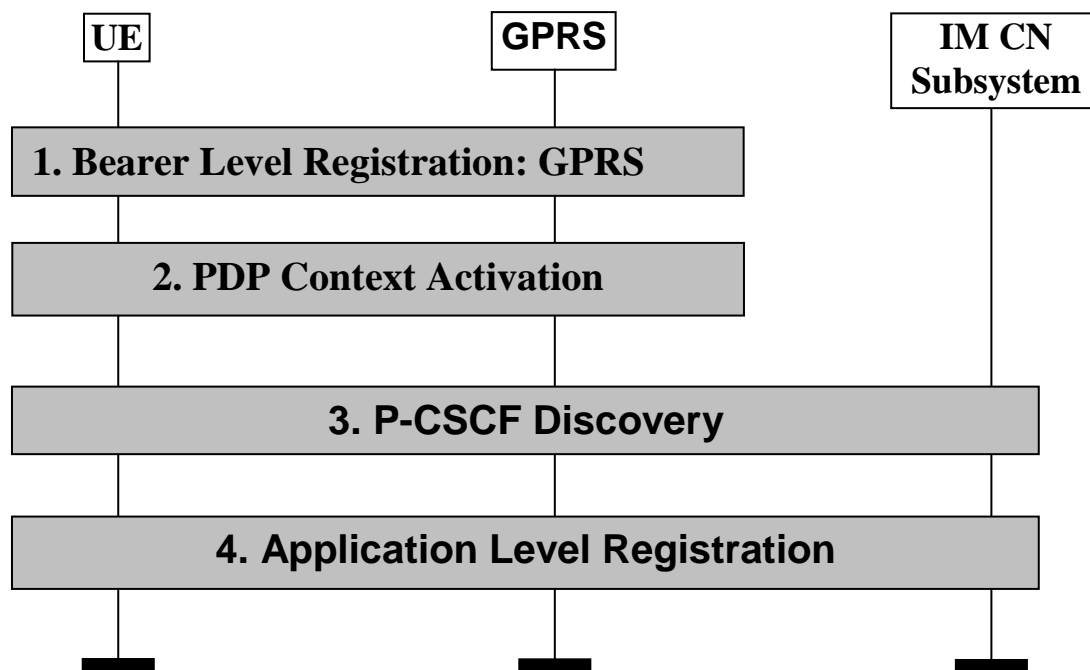 UE
GPRS
IM CN
Subsystem
1. Bearer Level Registration: GPRS
2. PDP Context Activation
3. P-CSCF Discovery
4. Application Level Registration